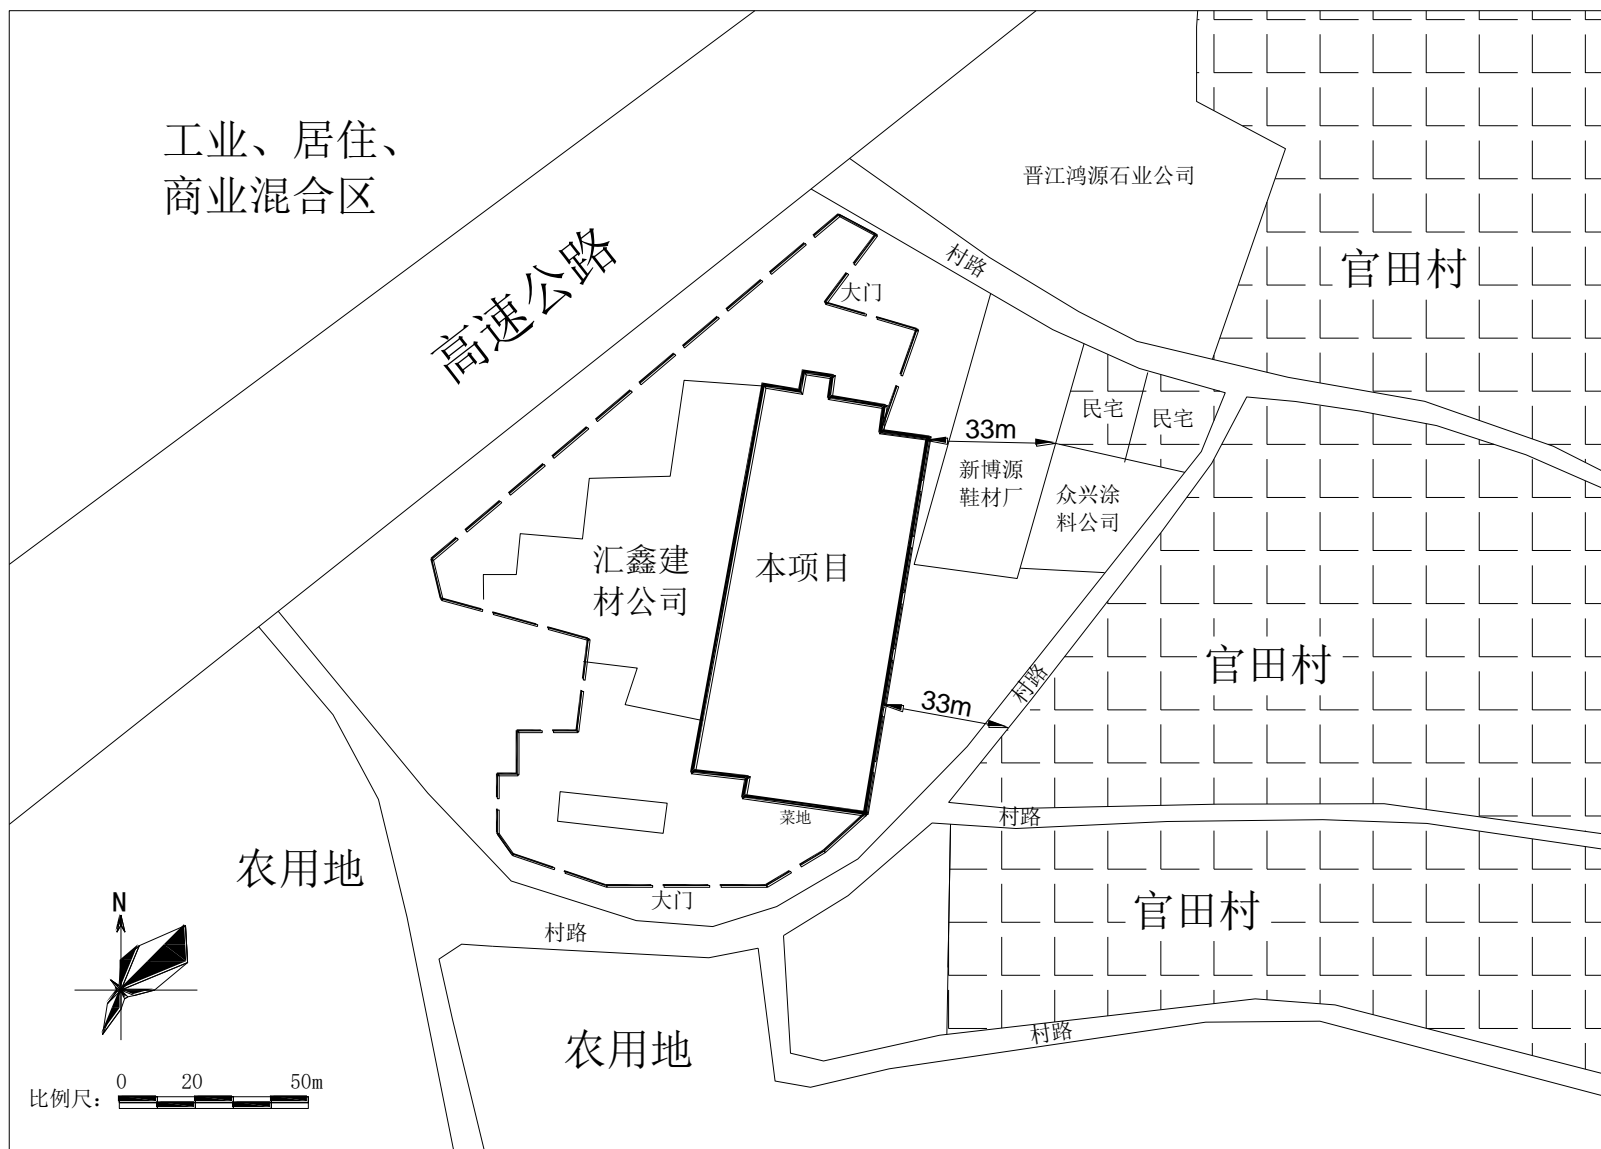 工业、居住、
商业混合区
晋江鸿源石业公司
高速公路
村路
官田村
大门
民宅
民宅
33m
新博源
鞋材厂
众兴涂
料公司
汇鑫建
材公司
本项目
官田村
村路
33m
菜地
村路
农用地
大门
官田村
村路
N
农用地
村路
比例尺：
0 20 50m